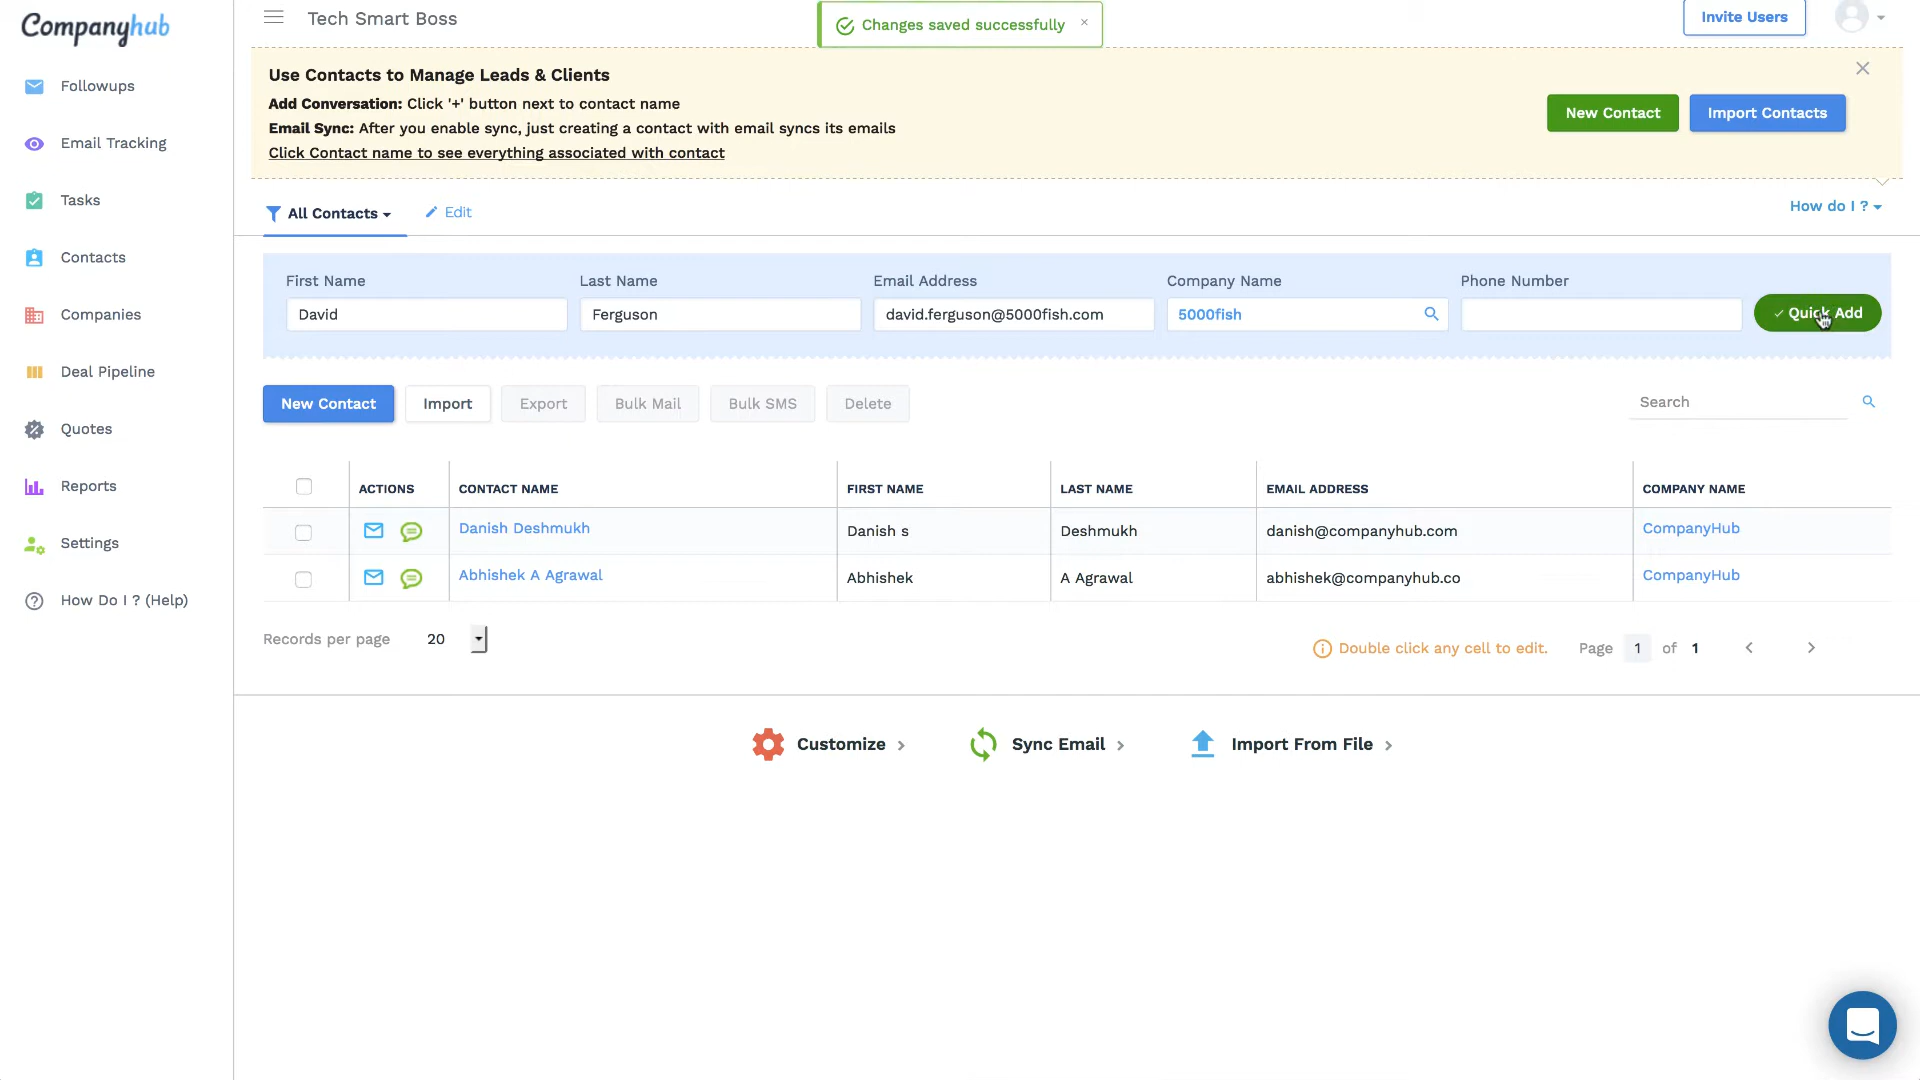 Companyhub
Tech Smart Boss
Changes saved successfully ×
Invite Users
Followups
Email Tracking
Tasks
Contacts
Companies
Deal Pipeline
Quotes
Reports
Settings
How Do I ? (Help)
Use Contacts to Manage Leads & Clients
Add Conversation: Click '+' button next to contact name
Email Sync: After you enable sync, just creating a contact with email syncs its emails
Click Contact name to see everything associated with contact
New Contact
Import Contacts
All Contacts
Edit
How do I ?
First Name
Last Name
Email Address
Company Name
Phone Number
David
Ferguson
david.ferguson@5000fish.com
5000fish
Quick Add
New Contact
Import
Export
Bulk Mail
Bulk SMS
Delete
Search
ACTIONS
CONTACT NAME
FIRST NAME
LAST NAME
EMAIL ADDRESS
COMPANY NAME
Danish Deshmukh
Danish s
Deshmukh
danish@companyhub.com
CompanyHub
Abhishek A Agrawal
Abhishek
A Agrawal
abhishek@companyhub.co
CompanyHub
Records per page 20
Double click any cell to edit.
Page 1 of 1
Customize
Sync Email
Import From File